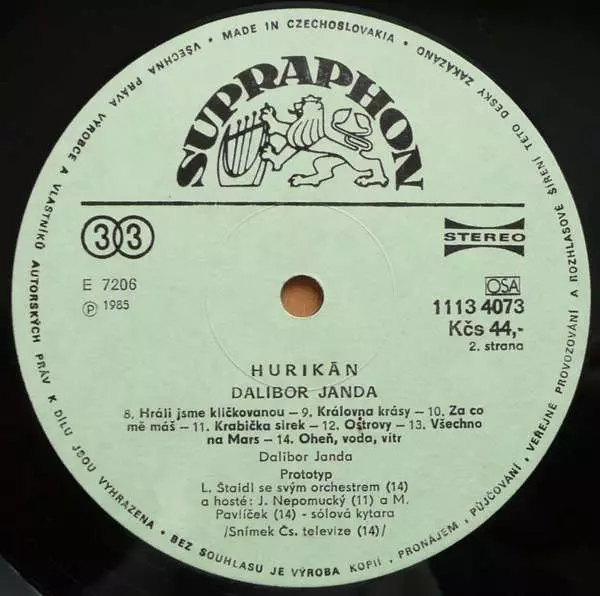 • MADE IN CZECHOSLOVAKIA •
VŠECHNA PRÁVA VÝROBCE A VLASTNÍKŮ AUTORSKÝCH PRÁV K DÍLU JSOU VYHRAZENA • BEZ SOUHLASU JE VÝROBA KOPIÍ, PRONÁJEM, PŮJČOVÁNÍ, VEŘEJNÉ PROVOZOVÁNÍ A ROZHLASOVÉ ŠÍŘENÍ TÉTO DESKY ZAKÁZÁNO
SUPRAPHON
33
STEREO
E 7206
Ⓟ 1985
OSA
1113 4073
Kčs 44,-
2. strana
HURIKÁN
DALIBOR JANDA
8. Hráli jsme kličkovanou – 9. Královna krásy – 10. Za co
mě máš – 11. Krabička sirek – 12. Ostrovy – 13. Všechno
na Mars – 14. Oheň, voda, vítr
Dalibor Janda
Prototyp
L. Štaidl se svým orchestrem (14)
a hosté: J. Nepomucký (11) a M.
Pavlíček (14) - sólová kytara
/Snímek Čs. televize (14)/